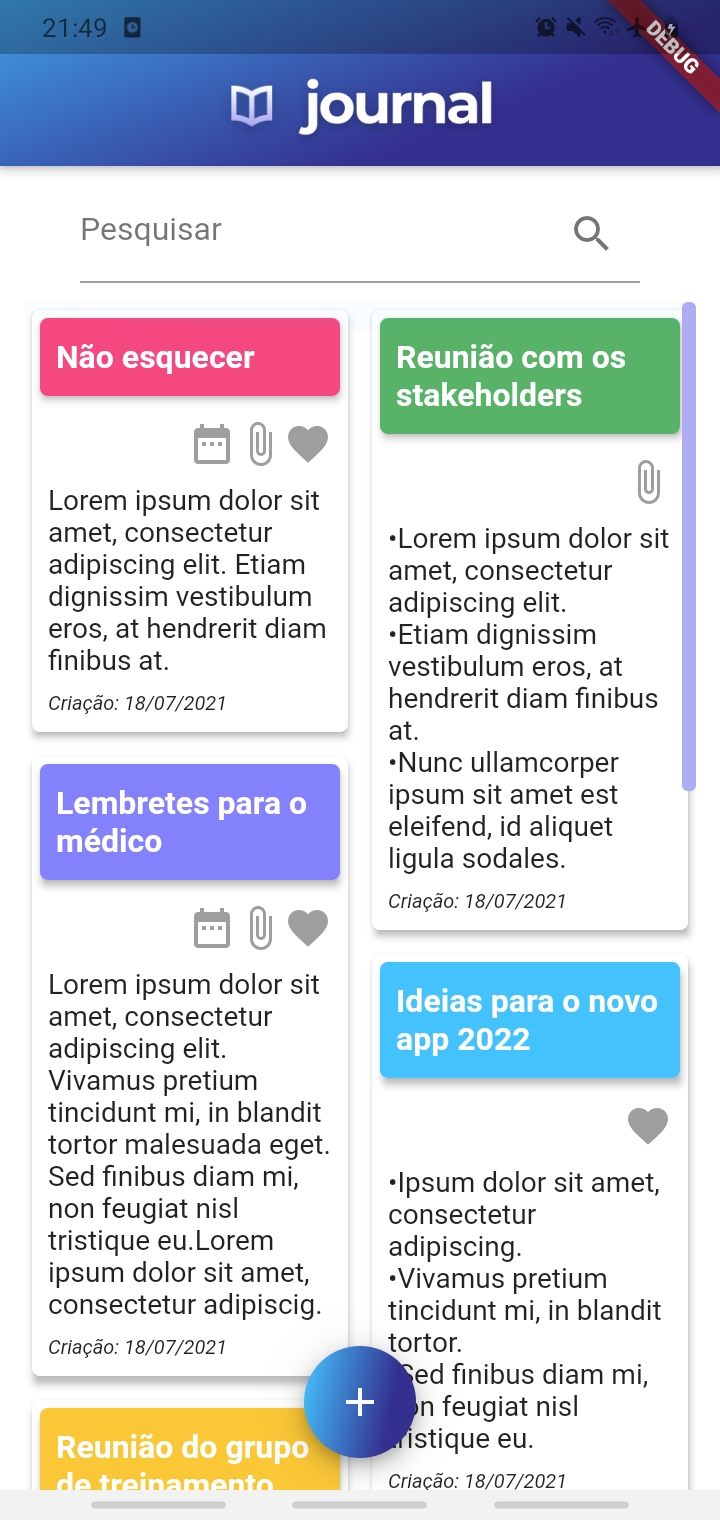 21:49
DEBUG
journal
Pesquisar
Não esquecer
Lorem ipsum dolor sit
amet, consectetur
adipiscing elit. Etiam
dignissim vestibulum
eros, at hendrerit diam
finibus at.
Criação: 18/07/2021
Lembretes para o
médico
Lorem ipsum dolor sit
amet, consectetur
adipiscing elit.
Vivamus pretium
tincidunt mi, in blandit
tortor malesuada eget.
Sed finibus diam mi,
non feugiat nisl
tristique eu.Lorem
ipsum dolor sit amet,
consectetur adipiscig.
Criação: 18/07/2021
Reunião do grupo
de treinamento
Reunião com os
stakeholders
•Lorem ipsum dolor sit
amet, consectetur
adipiscing elit.
•Etiam dignissim
vestibulum eros, at
hendrerit diam finibus
at.
•Nunc ullamcorper
ipsum sit amet est
eleifend, id aliquet
ligula sodales.
Criação: 18/07/2021
Ideias para o novo
app 2022
•Ipsum dolor sit amet,
consectetur
adipiscing.
•Vivamus pretium
tincidunt mi, in blandit
tortor.
Sed finibus diam mi,
non feugiat nisl
tristique eu.
Criação: 18/07/2021